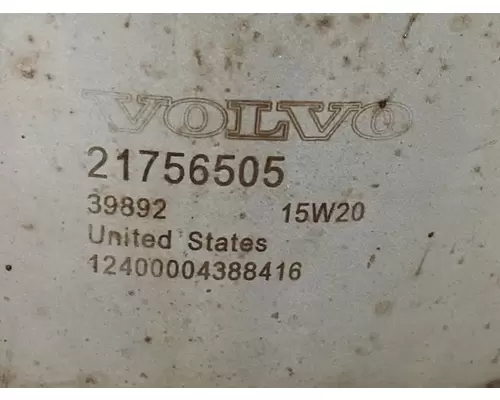 VOLVO
21756505
39892 15W20
United States
12400004388416